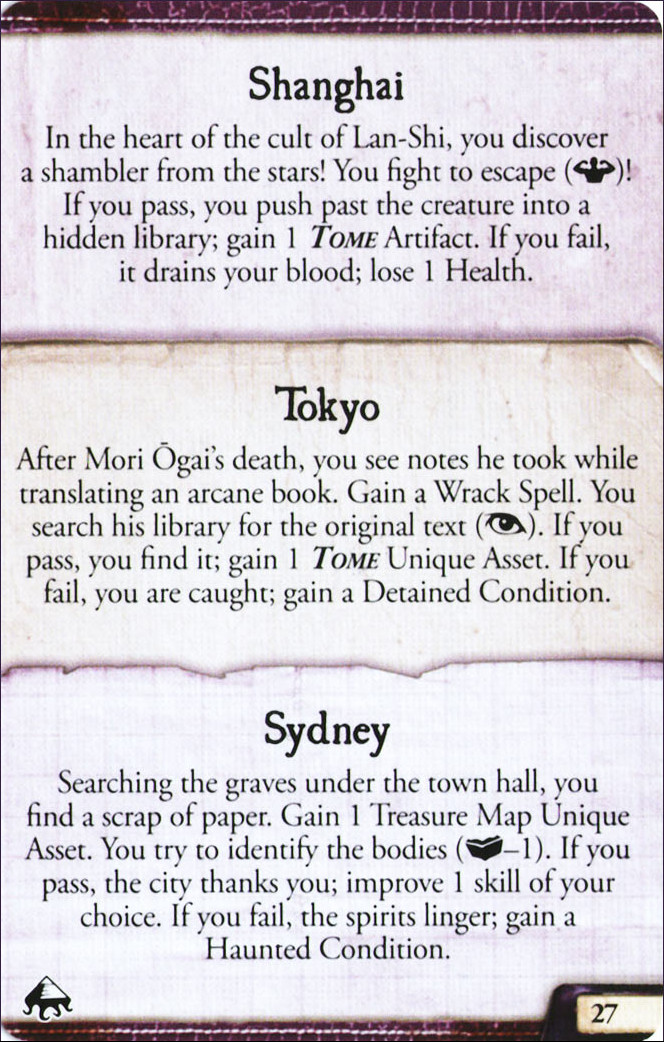 Shanghai
In the heart of the cult of Lan-Shi, you discover
a shambler from the stars! You fight to escape ( )!
If you pass, you push past the creature into a
hidden library; gain 1 TOME Artifact. If you fail,
it drains your blood; lose 1 Health.
Tokyo
After Mori Ōgai's death, you see notes he took while
translating an arcane book. Gain a Wrack Spell. You
search his library for the original text ( ). If you
pass, you find it; gain 1 TOME Unique Asset. If you
fail, you are caught; gain a Detained Condition.
Sydney
Searching the graves under the town hall, you
find a scrap of paper. Gain 1 Treasure Map Unique
Asset. You try to identify the bodies ( –1). If you
pass, the city thanks you; improve 1 skill of your
choice. If you fail, the spirits linger; gain a
Haunted Condition.
27